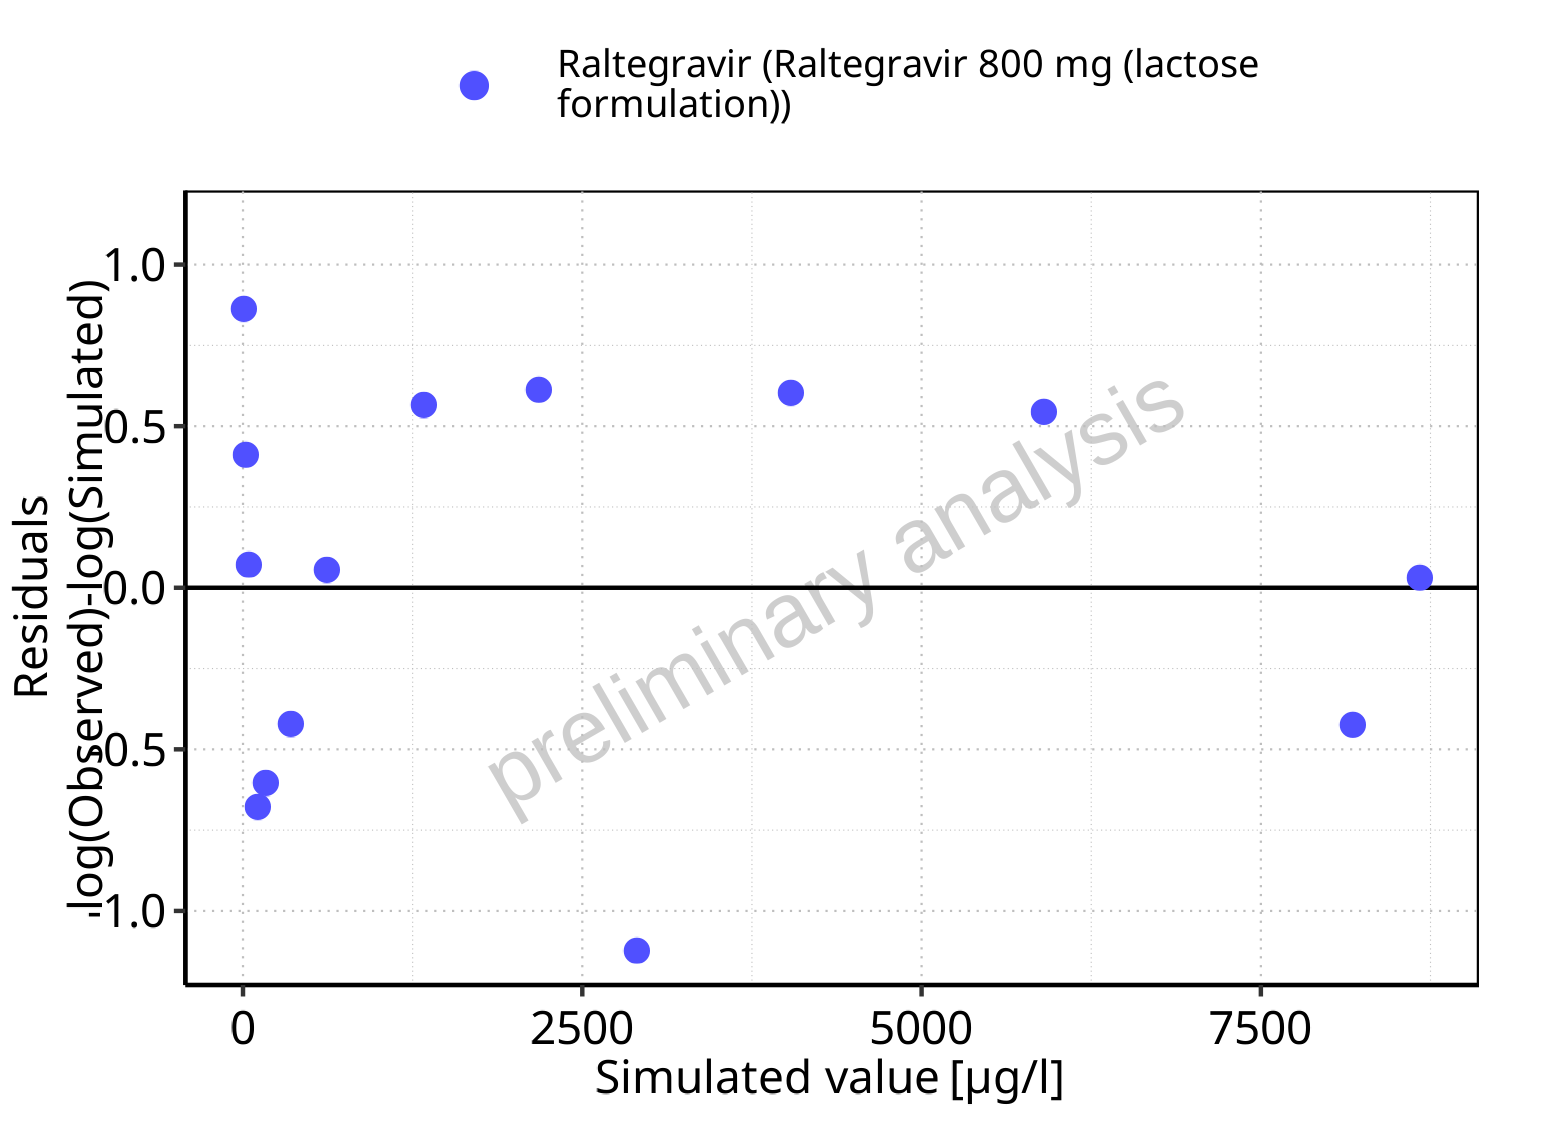 Raltegravir (Raltegravir 800 mg (lactose
formulation))
1.0
0.5
0.0
-0.5
-1.0
Residuals
log(Observed)-log(Simulated)
preliminary analysis
0 2500 5000 7500
Simulated value [µg/l]